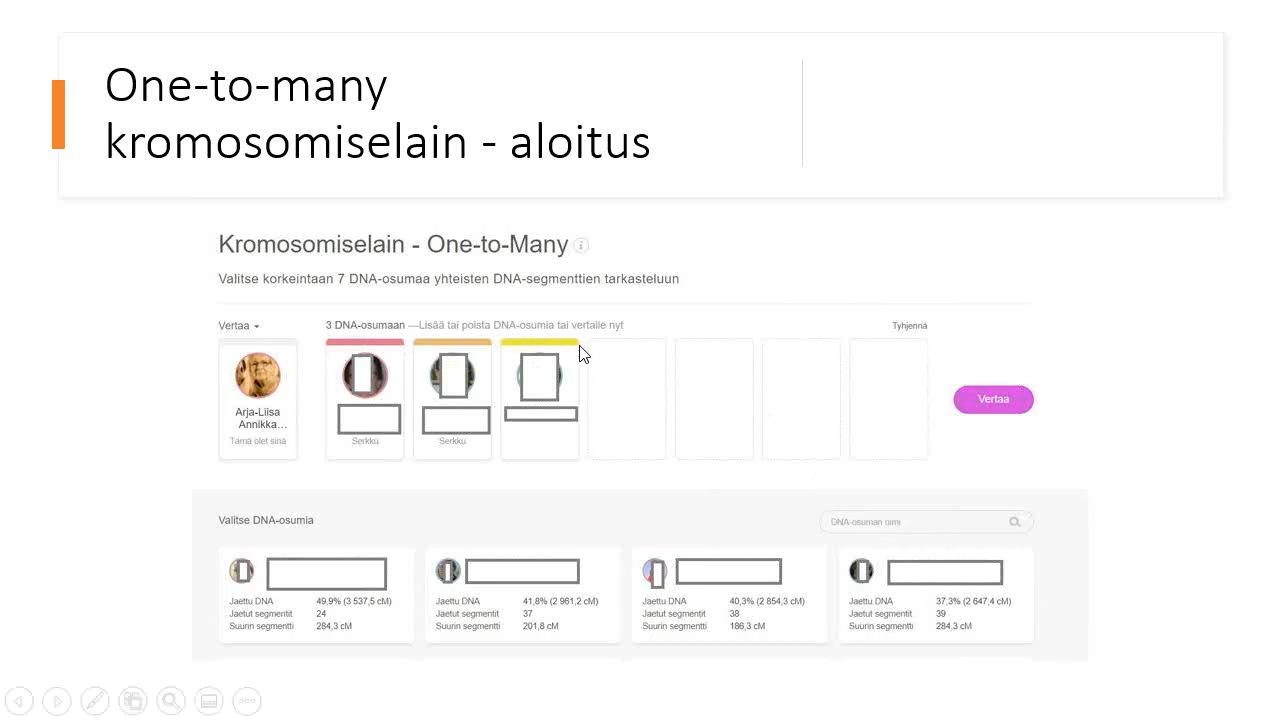 One-to-many
kromosomiselain - aloitus
Kromosomiselain - One-to-Many
Valitse korkeintaan 7 DNA-osumaa yhteisten DNA-segmenttien tarkasteluun
Vertaa
3 DNA-osumaan —Lisää tai poista DNA-osumia tai vertaile nyt
Tyhjennä
Arja-Liisa
Annikka…
Tämä olet sinä
Serkku
Serkku
Vertaa
Valitse DNA-osumia
DNA-osuman nimi
Jaettu DNA 49,9% (3 537,5 cM)
Jaetut segmentit 24
Suurin segmentti 284,3 cM
Jaettu DNA 41,8% (2 961,2 cM)
Jaetut segmentit 37
Suurin segmentti 201,8 cM
Jaettu DNA 40,3% (2 854,3 cM)
Jaetut segmentit 38
Suurin segmentti 186,3 cM
Jaettu DNA 37,3% (2 647,4 cM)
Jaetut segmentit 39
Suurin segmentti 284,3 cM